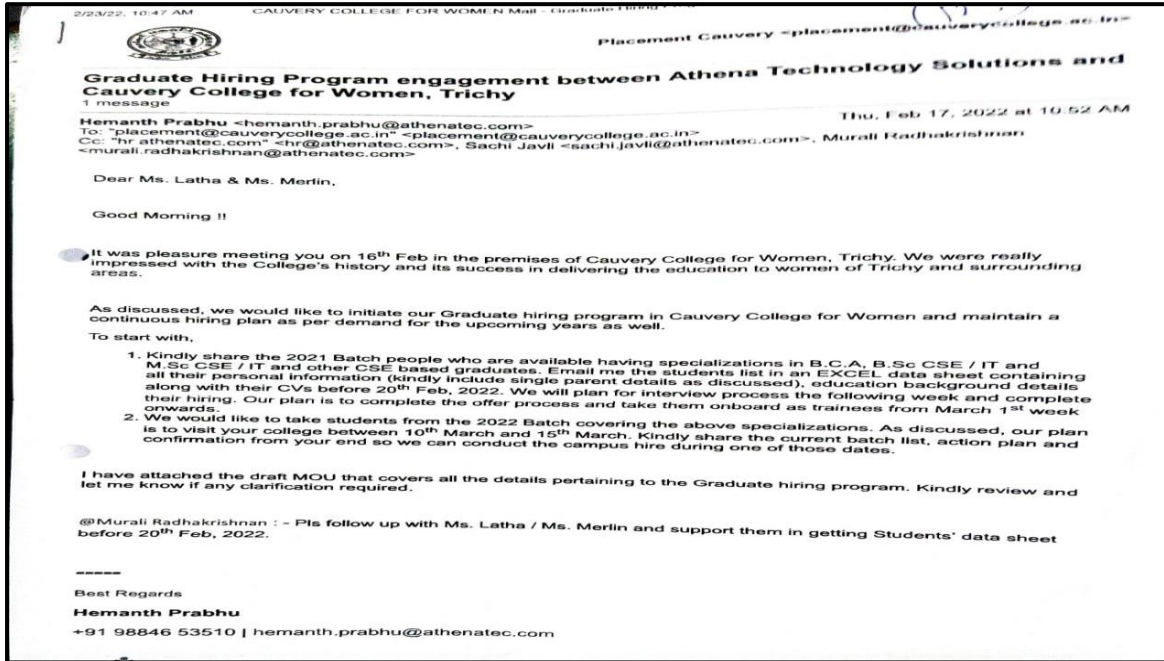 2/23/22, 10:47 AM CAUVERY COLLEGE FOR WOMEN Mail - Graduate Hiring
Placement Cauvery <placement@cauverycollege.ac.in>
Graduate Hiring Program engagement between Athena Technology Solutions and
Cauvery College for Women, Trichy
1 message
Hemanth Prabhu <hemanth.prabhu@athenatec.com> Thu, Feb 17, 2022 at 10:52 AM
To: "placement@cauverycollege.ac.in" <placement@cauverycollege.ac.in>
Cc: "hr athenatec.com" <hr@athenatec.com>, Sachi Javli <sachi.javli@athenatec.com>, Murali Radhakrishnan
<murali.radhakrishnan@athenatec.com>
Dear Ms. Latha & Ms. Merlin,
Good Morning !!
It was pleasure meeting you on 16th Feb in the premises of Cauvery College for Women, Trichy. We were really
impressed with the College's history and its success in delivering the education to women of Trichy and surrounding
areas.
As discussed, we would like to initiate our Graduate hiring program in Cauvery College for Women and maintain a
continuous hiring plan as per demand for the upcoming years as well.
To start with,
1. Kindly share the 2021 Batch people who are available having specializations in B.C.A, B.Sc CSE / IT and
M.Sc CSE / IT and other CSE based graduates. Email me the students list in an EXCEL data sheet containing
all their personal information (kindly include single parent details as discussed), education background details
along with their CVs before 20th Feb, 2022. We will plan for interview process the following week and complete
their hiring. Our plan is to complete the offer process and take them onboard as trainees from March 1st week
onwards.
2. We would like to take students from the 2022 Batch covering the above specializations. As discussed, our plan
is to visit your college between 10th March and 15th March. Kindly share the current batch list, action plan and
confirmation from your end so we can conduct the campus hire during one of those dates.
I have attached the draft MOU that covers all the details pertaining to the Graduate hiring program. Kindly review and
let me know if any clarification required.
@Murali Radhakrishnan : - Pls follow up with Ms. Latha / Ms. Merlin and support them in getting Students' data sheet
before 20th Feb, 2022.
-----
Best Regards
Hemanth Prabhu
+91 98846 53510 | hemanth.prabhu@athenatec.com